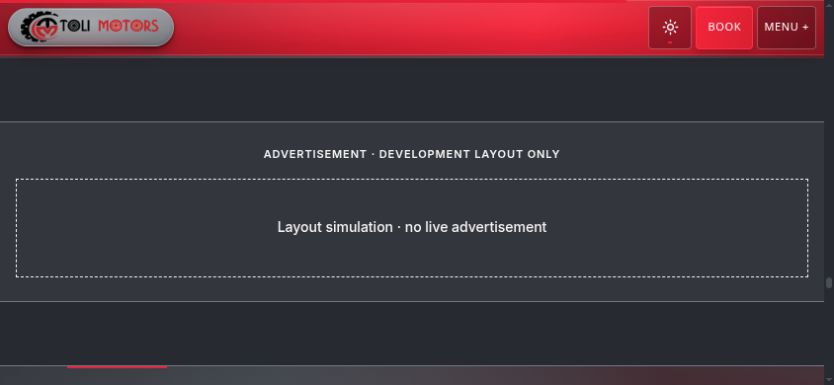 TOLI MOTORS
BOOK
MENU +
ADVERTISEMENT · DEVELOPMENT LAYOUT ONLY
Layout simulation · no live advertisement